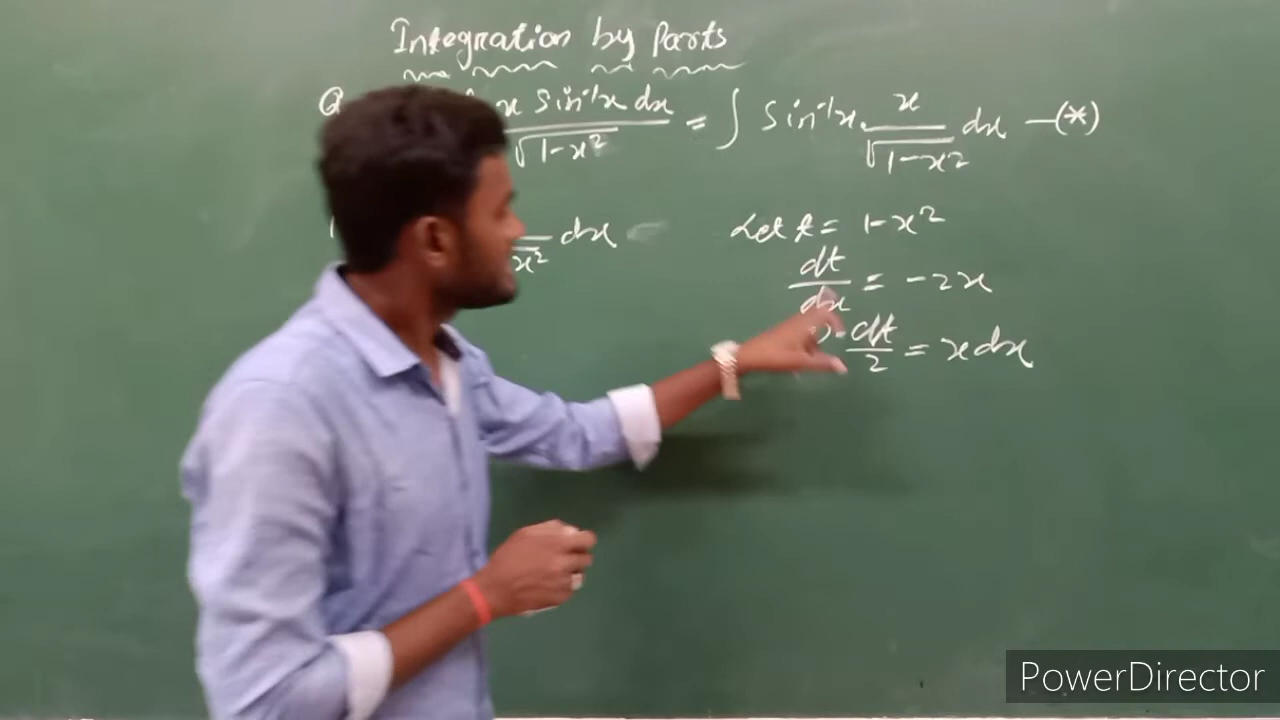 Integration by Parts
Q x sin⁻¹x dx / √1-x² = ∫ sin⁻¹x. x / √1-x² dx —(*)
x² dx =
Let t = 1-x²
dt / dx = -2x
-dt / 2 = x dx
PowerDirector